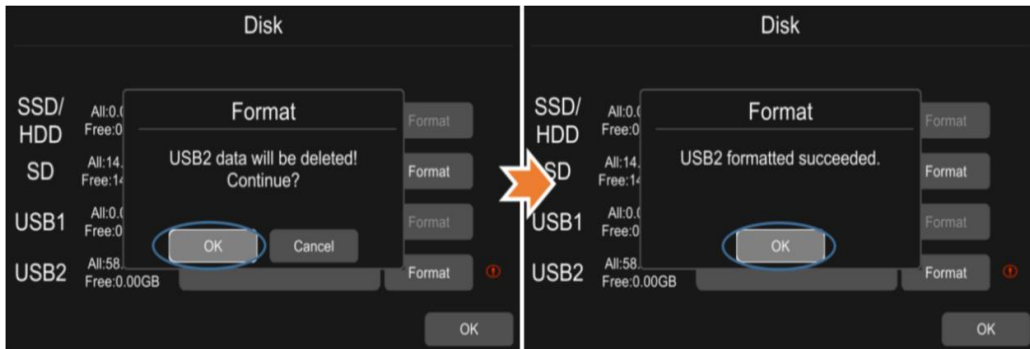 Disk
SSD/
HDD
All:0.0
Free:0
Format
SD
All:14.
Free:14
Format
USB1
All:0.0
Free:0
Format
USB2
All:58.
Free:0.00GB
Format
Format
USB2 data will be deleted!
Continue?
OK
Cancel
OK
Disk
SSD/
HDD
All:0.0
Free:0
Format
SD
All:14.
Free:14
Format
USB1
All:0.0
Free:0
Format
USB2
All:58.
Free:0.00GB
Format
Format
USB2 formatted succeeded.
OK
OK